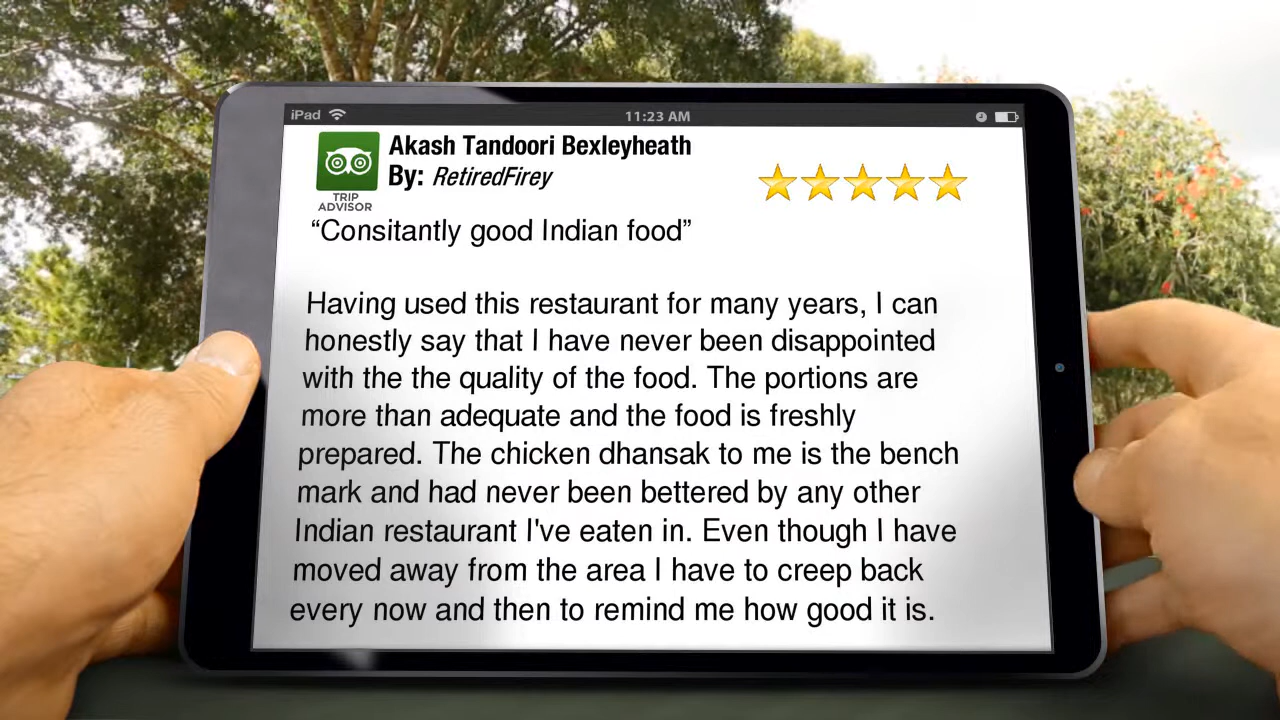 iPad 11:23 AM
Akash Tandoori Bexleyheath
By: RetiredFirey
TRIP
ADVISOR
“Consitantly good Indian food”
Having used this restaurant for many years, I can
honestly say that I have never been disappointed
with the the quality of the food. The portions are
more than adequate and the food is freshly
prepared. The chicken dhansak to me is the bench
mark and had never been bettered by any other
Indian restaurant I've eaten in. Even though I have
moved away from the area I have to creep back
every now and then to remind me how good it is.